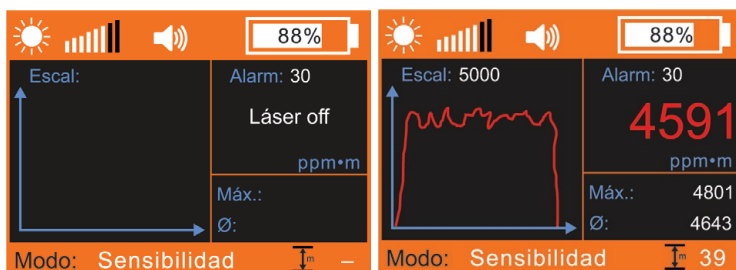 88%
Escal:
Alarm: 30
Láser off
ppm•m
Máx.:
Ø:
Modo: Sensibilidad m –
88%
Escal: 5000
Alarm: 30
4591
ppm•m
Máx.: 4801
Ø: 4643
Modo: Sensibilidad m 39